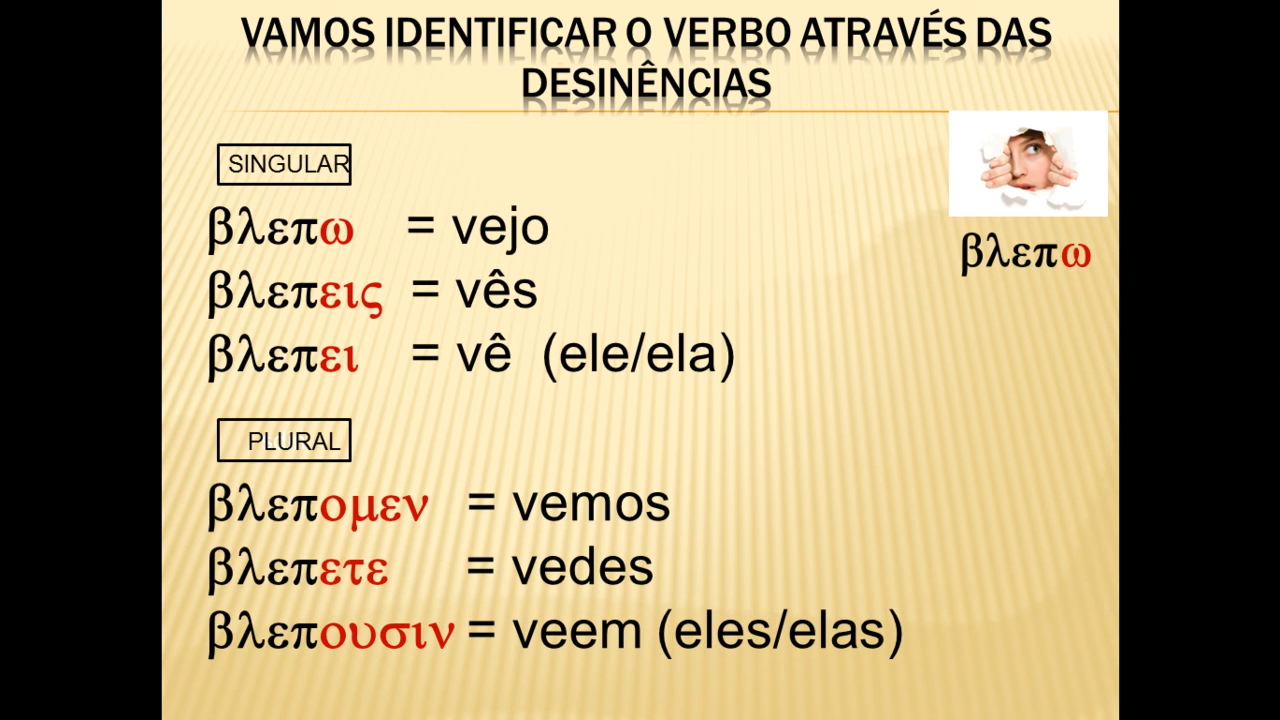 VAMOS IDENTIFICAR O VERBO ATRAVÉS DAS
DESINÊNCIAS
SINGULAR
βλεπω = vejo
βλεπεις = vês
βλεπει = vê (ele/ela)
βλεπω
PLURAL
βλεπομεν = vemos
βλεπετε = vedes
βλεπουσιν = veem (eles/elas)